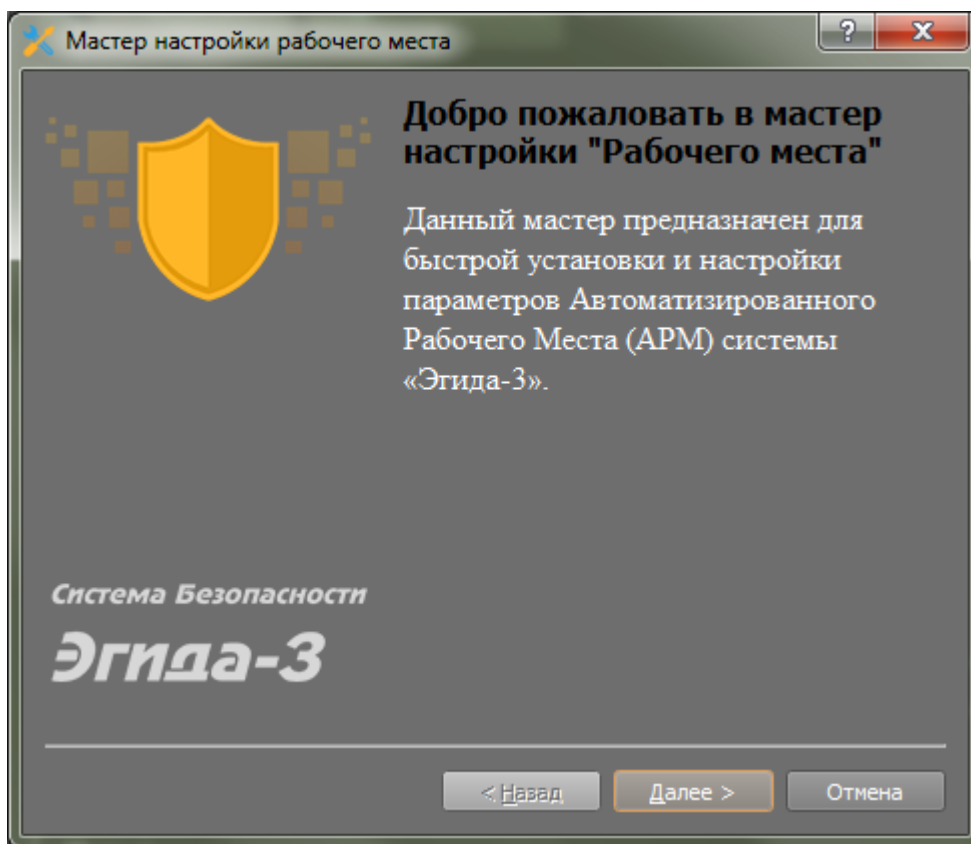 Мастер настройки рабочего места
Добро пожаловать в мастер
настройки "Рабочего места"
Данный мастер предназначен для
быстрой установки и настройки
параметров Автоматизированного
Рабочего Места (АРМ) системы
«Эгида-3».
Система Безопасности
Эгида-3
< Назад
Далее >
Отмена